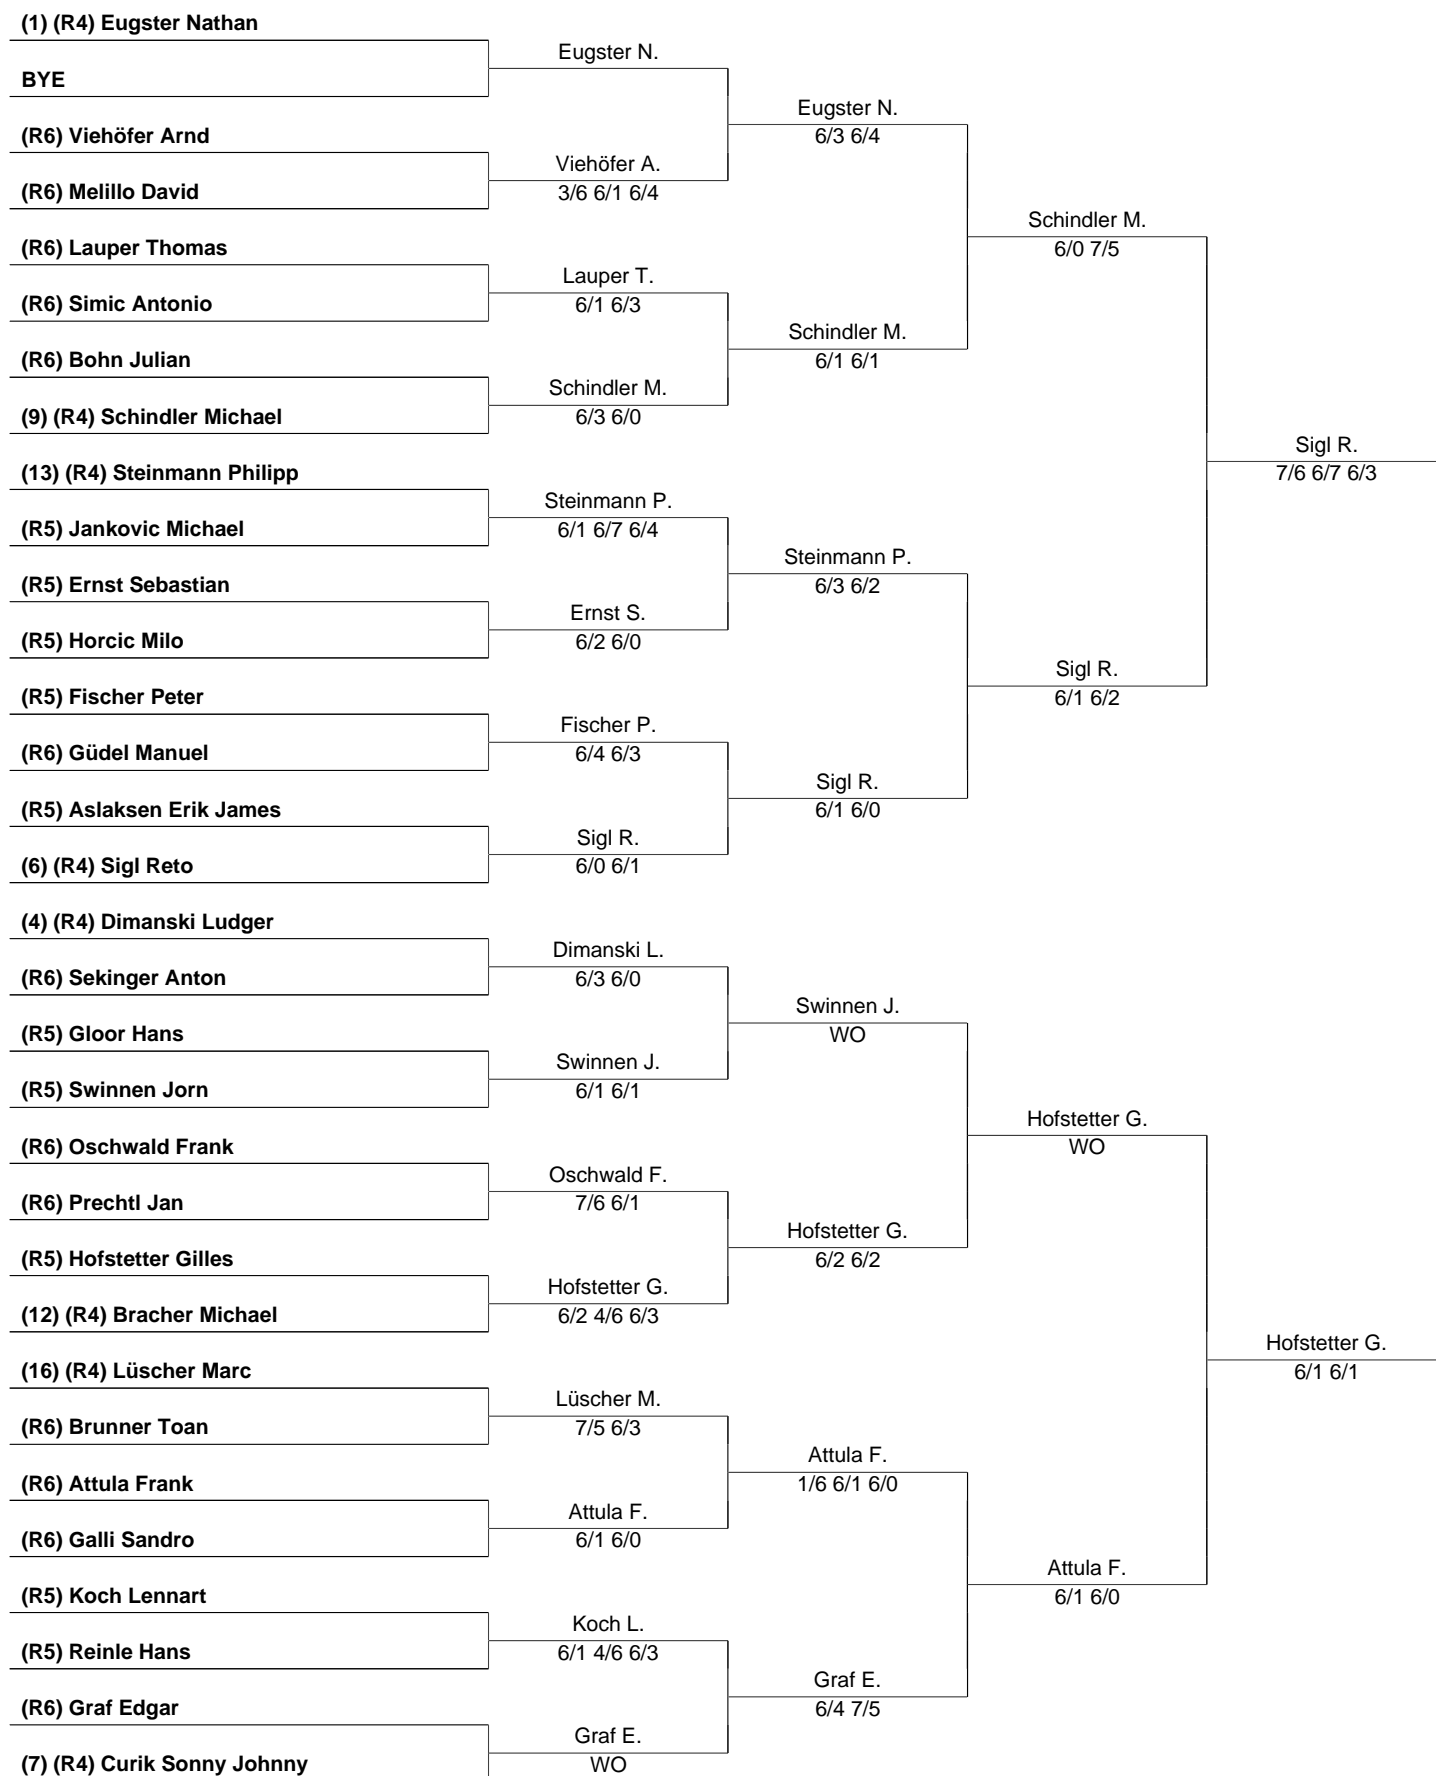 (1) (R4) Eugster Nathan
Eugster N.
BYE
Eugster N.
6/3 6/4
(R6) Viehöfer Arnd
Viehöfer A.
3/6 6/1 6/4
(R6) Melillo David
Schindler M.
6/0 7/5
(R6) Lauper Thomas
Lauper T.
6/1 6/3
(R6) Simic Antonio
Schindler M.
6/1 6/1
(R6) Bohn Julian
Schindler M.
6/3 6/0
(9) (R4) Schindler Michael
Sigl R.
7/6 6/7 6/3
(13) (R4) Steinmann Philipp
Steinmann P.
6/1 6/7 6/4
(R5) Jankovic Michael
Steinmann P.
6/3 6/2
(R5) Ernst Sebastian
Ernst S.
6/2 6/0
(R5) Horcic Milo
Sigl R.
6/1 6/2
(R5) Fischer Peter
Fischer P.
6/4 6/3
(R6) Güdel Manuel
Sigl R.
6/1 6/0
(R5) Aslaksen Erik James
Sigl R.
6/0 6/1
(6) (R4) Sigl Reto
(4) (R4) Dimanski Ludger
Dimanski L.
6/3 6/0
(R6) Sekinger Anton
Swinnen J.
WO
(R5) Gloor Hans
Swinnen J.
6/1 6/1
(R5) Swinnen Jorn
Hofstetter G.
WO
(R6) Oschwald Frank
Oschwald F.
7/6 6/1
(R6) Prechtl Jan
Hofstetter G.
6/2 6/2
(R5) Hofstetter Gilles
Hofstetter G.
6/2 4/6 6/3
(12) (R4) Bracher Michael
Hofstetter G.
6/1 6/1
(16) (R4) Lüscher Marc
Lüscher M.
7/5 6/3
(R6) Brunner Toan
Attula F.
1/6 6/1 6/0
(R6) Attula Frank
Attula F.
6/1 6/0
(R6) Galli Sandro
Attula F.
6/1 6/0
(R5) Koch Lennart
Koch L.
6/1 4/6 6/3
(R5) Reinle Hans
Graf E.
6/4 7/5
(R6) Graf Edgar
Graf E.
WO
(7) (R4) Curik Sonny Johnny